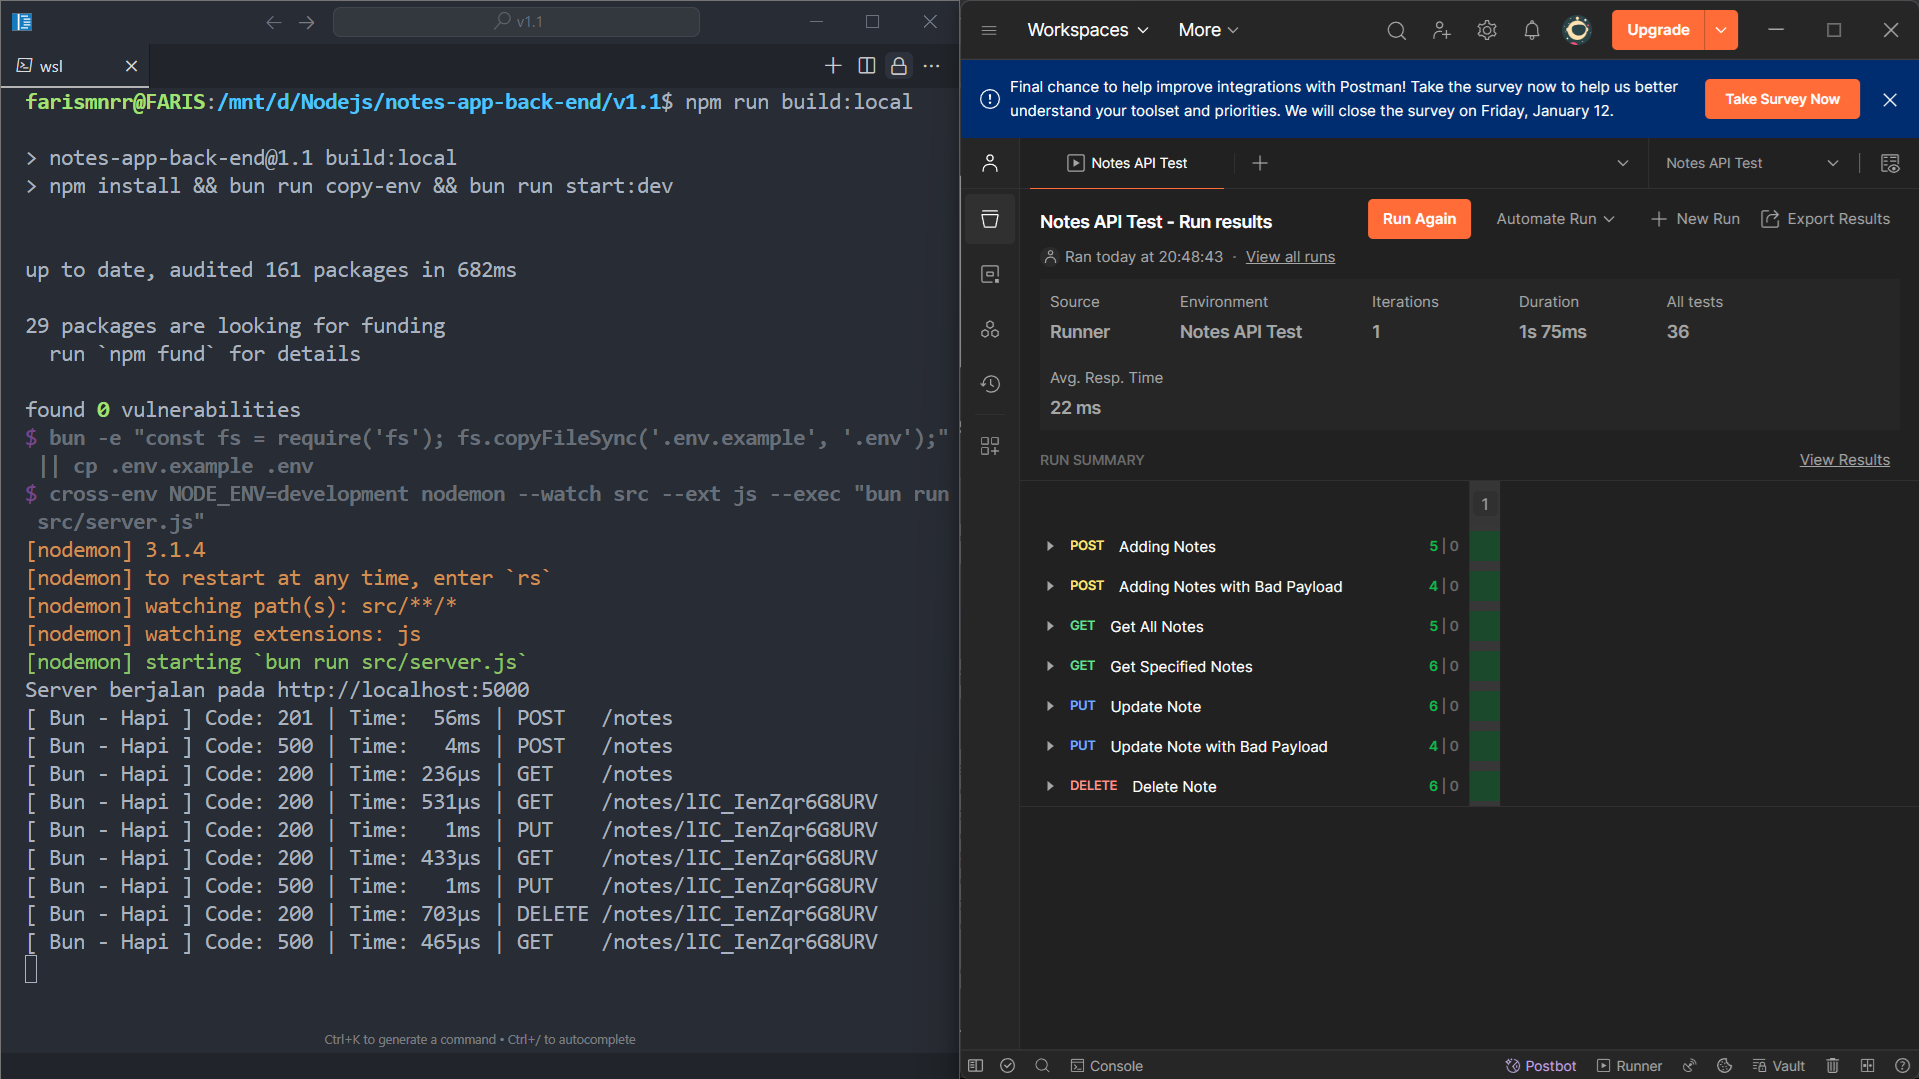 v1.1
wsl
farismnrr@FARIS:/mnt/d/Nodejs/notes-app-back-end/v1.1$ npm run build:local
> notes-app-back-end@1.1 build:local
> npm install && bun run copy-env && bun run start:dev
up to date, audited 161 packages in 682ms
29 packages are looking for funding
run `npm fund` for details
found 0 vulnerabilities
$ bun -e "const fs = require('fs'); fs.copyFileSync('.env.example', '.env');"
|| cp .env.example .env
$ cross-env NODE_ENV=development nodemon --watch src --ext js --exec "bun run
src/server.js"
[nodemon] 3.1.4
[nodemon] to restart at any time, enter `rs`
[nodemon] watching path(s): src/**/*
[nodemon] watching extensions: js
[nodemon] starting `bun run src/server.js`
Server berjalan pada http://localhost:5000
[ Bun - Hapi ] Code: 201 | Time: 56ms | POST /notes
[ Bun - Hapi ] Code: 500 | Time: 4ms | POST /notes
[ Bun - Hapi ] Code: 200 | Time: 236µs | GET /notes
[ Bun - Hapi ] Code: 200 | Time: 531µs | GET /notes/lIC_IenZqr6G8URV
[ Bun - Hapi ] Code: 200 | Time: 1ms | PUT /notes/lIC_IenZqr6G8URV
[ Bun - Hapi ] Code: 200 | Time: 433µs | GET /notes/lIC_IenZqr6G8URV
[ Bun - Hapi ] Code: 500 | Time: 1ms | PUT /notes/lIC_IenZqr6G8URV
[ Bun - Hapi ] Code: 200 | Time: 703µs | DELETE /notes/lIC_IenZqr6G8URV
[ Bun - Hapi ] Code: 500 | Time: 465µs | GET /notes/lIC_IenZqr6G8URV
Ctrl+K to generate a command • Ctrl+/ to autocomplete
Workspaces More Upgrade
Final chance to help improve integrations with Postman! Take the survey now to help us better
understand your toolset and priorities. We will close the survey on Friday, January 12.
Take Survey Now
Notes API Test Notes API Test
Notes API Test - Run results Run Again Automate Run New Run Export Results
Ran today at 20:48:43 · View all runs
Source Environment Iterations Duration All tests
Runner Notes API Test 1 1s 75ms 36
Avg. Resp. Time
22 ms
RUN SUMMARY View Results
1
POST Adding Notes 5 | 0
POST Adding Notes with Bad Payload 4 | 0
GET Get All Notes 5 | 0
GET Get Specified Notes 6 | 0
PUT Update Note 6 | 0
PUT Update Note with Bad Payload 4 | 0
DELETE Delete Note 6 | 0
Console Postbot Runner Vault